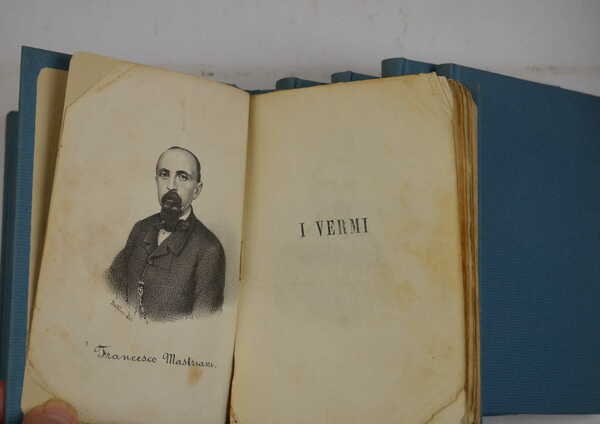 Francesco Mastriani.
I VERMI